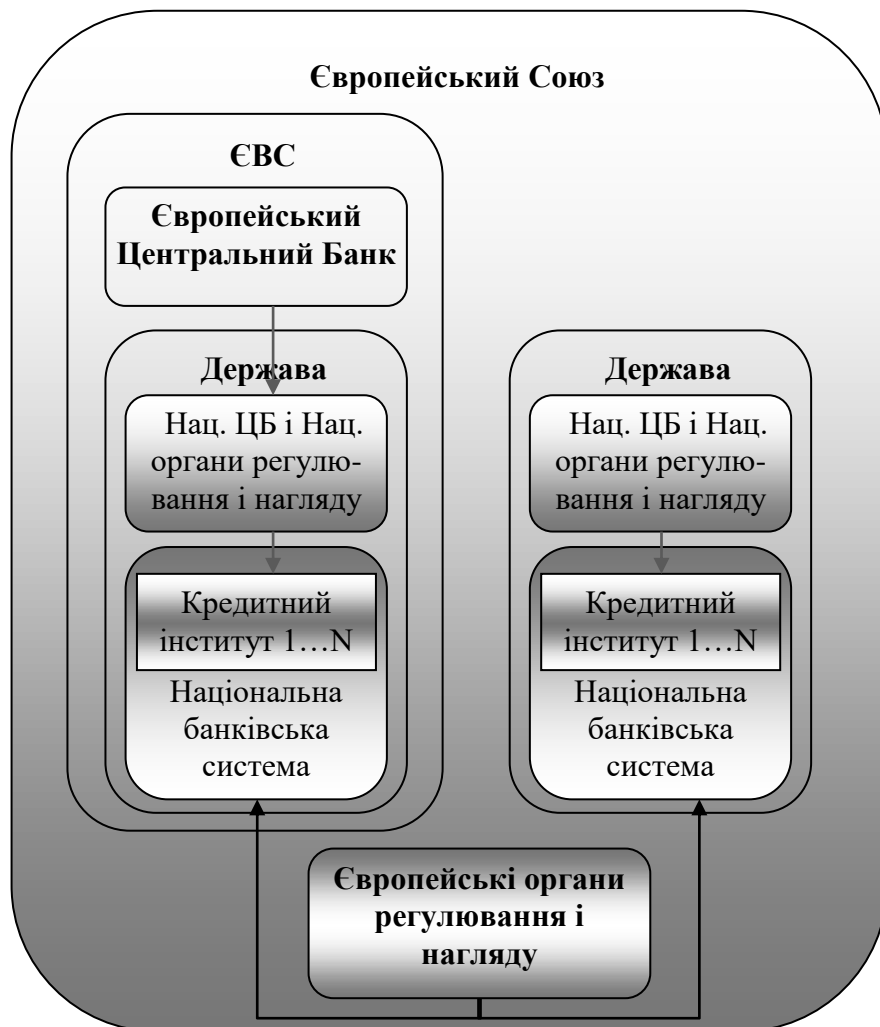 Європейський Союз
ЄВС
Європейський
Центральний Банк
Держава
Нац. ЦБ і Нац.
органи регулю-
вання і нагляду
Кредитний
інститут 1…N
Національна
банківська
система
Держава
Нац. ЦБ і Нац.
органи регулю-
вання і нагляду
Кредитний
інститут 1…N
Національна
банківська
система
Європейські органи
регулювання і
нагляду